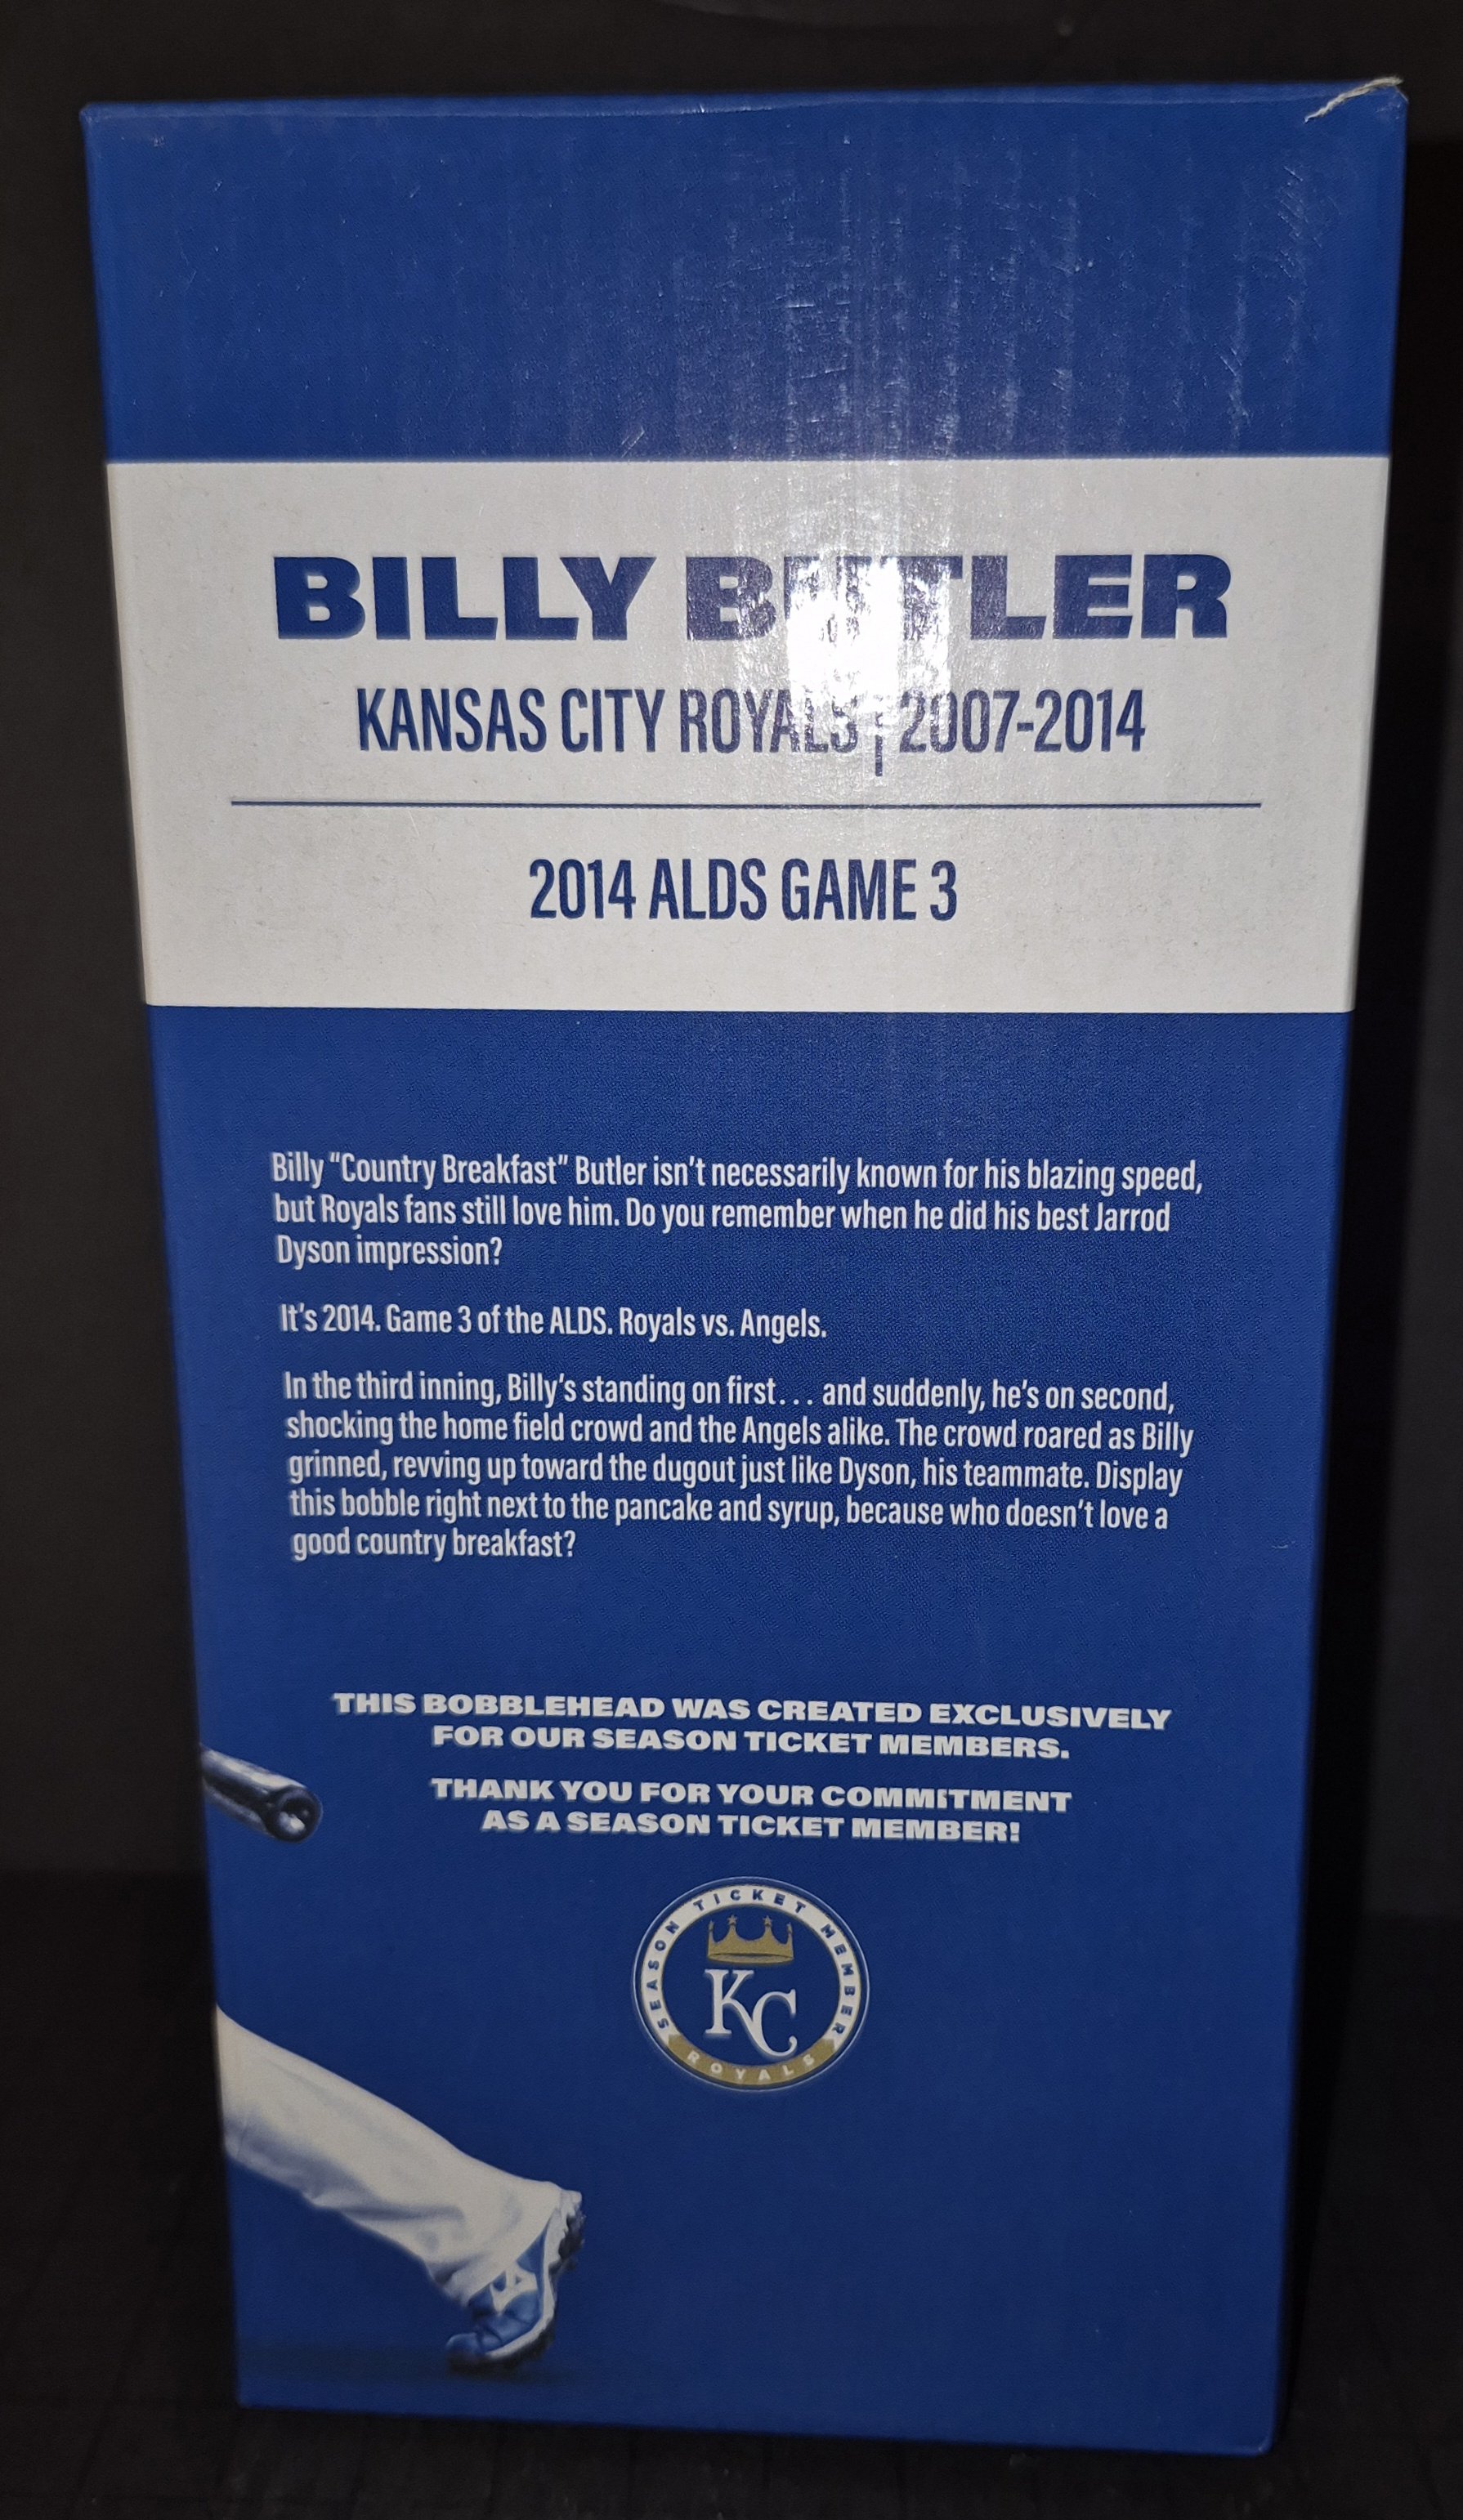 BILLY BUTLER
KANSAS CITY ROYALS | 2007-2014
2014 ALDS GAME 3
Billy “Country Breakfast” Butler isn’t necessarily known for his blazing speed,
but Royals fans still love him. Do you remember when he did his best Jarrod
Dyson impression?
It’s 2014. Game 3 of the ALDS. Royals vs. Angels.
In the third inning, Billy’s standing on first... and suddenly, he’s on second,
shocking the home field crowd and the Angels alike. The crowd roared as Billy
grinned, revving up toward the dugout just like Dyson, his teammate. Display
this bobble right next to the pancake and syrup, because who doesn’t love a
good country breakfast?
THIS BOBBLEHEAD WAS CREATED EXCLUSIVELY
FOR OUR SEASON TICKET MEMBERS.
THANK YOU FOR YOUR COMMITMENT
AS A SEASON TICKET MEMBER!
SEASON TICKET MEMBER
KC
ROYALS